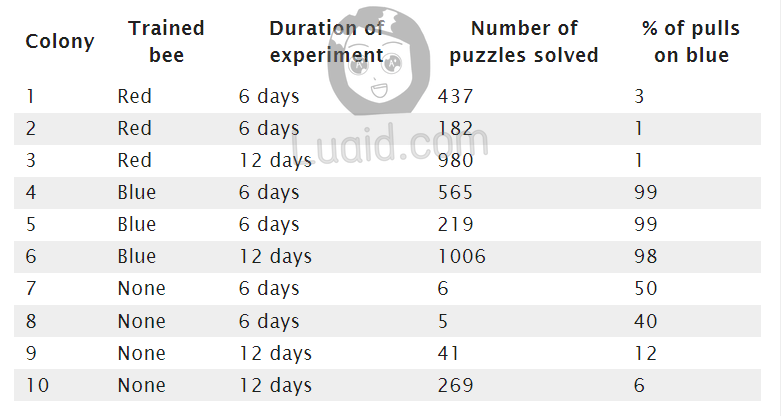 Colony Trained bee Duration of experiment Number of puzzles solved % of pulls on blue
1 Red 6 days 437 3
2 Red 6 days 182 1
3 Red 12 days 980 1
4 Blue 6 days 565 99
5 Blue 6 days 219 99
6 Blue 12 days 1006 98
7 None 6 days 6 50
8 None 6 days 5 40
9 None 12 days 41 12
10 None 12 days 269 6
Luaid.com